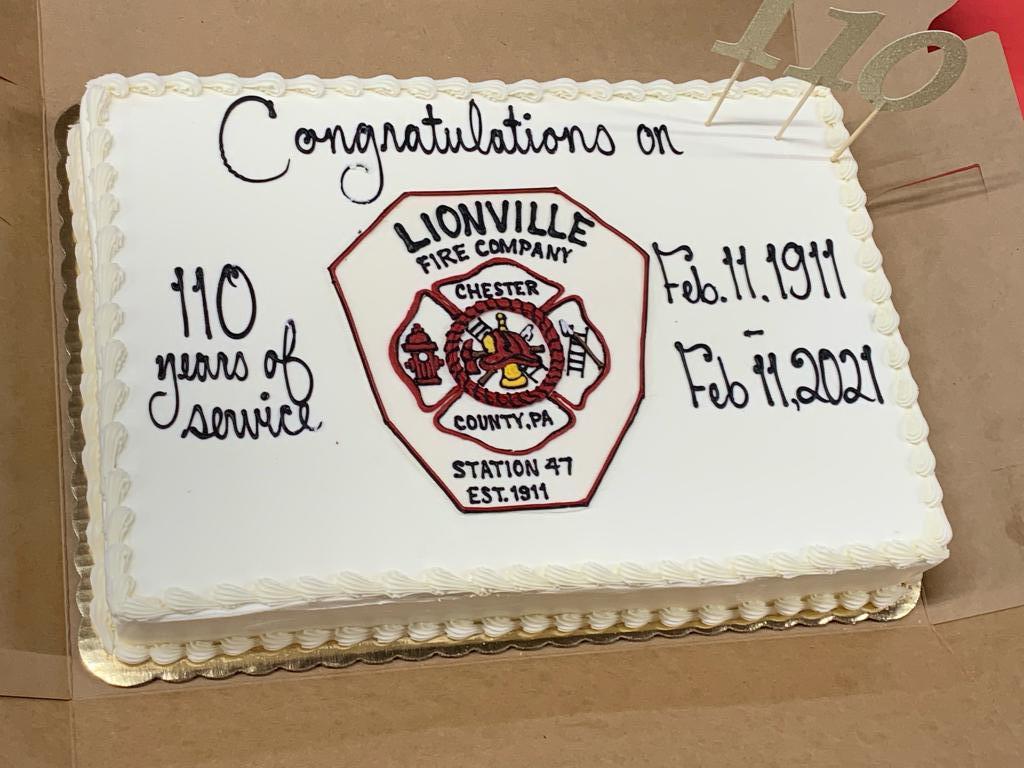 110
Congratulations on
110
years of
service
LIONVILLE
FIRE COMPANY
CHESTER
COUNTY, PA
STATION 47
EST. 1911
Feb. 11. 1911
-
Feb 11, 2021